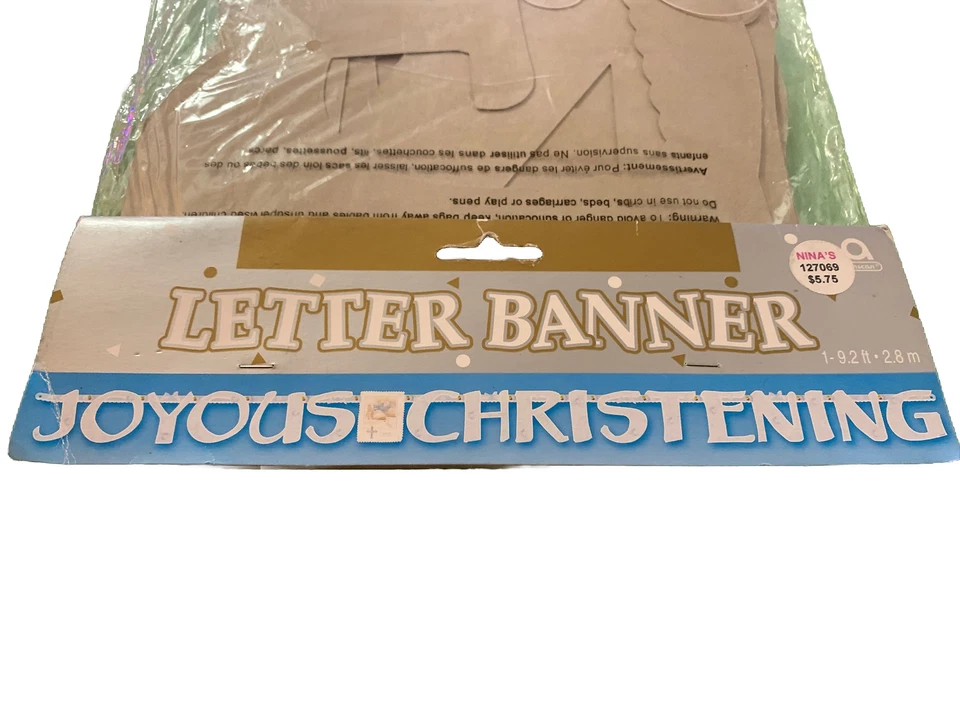 enfants sans supervision. Ne pas utiliser dans les couchettes, lits, poussettes, parcs.
Avertissement: Pour éviter les dangers de suffocation, laisser les sacs loin des bébés ou des
Do not use in cribs, beds, carriages or play pens.
Warning: To avoid danger of suffocation, keep bags away from babies and unsupervised children.
NINA'S
127069
$5.75
a
LETTER BANNER
1- 9.2 ft • 2.8 m
JOYOUS CHRISTENING